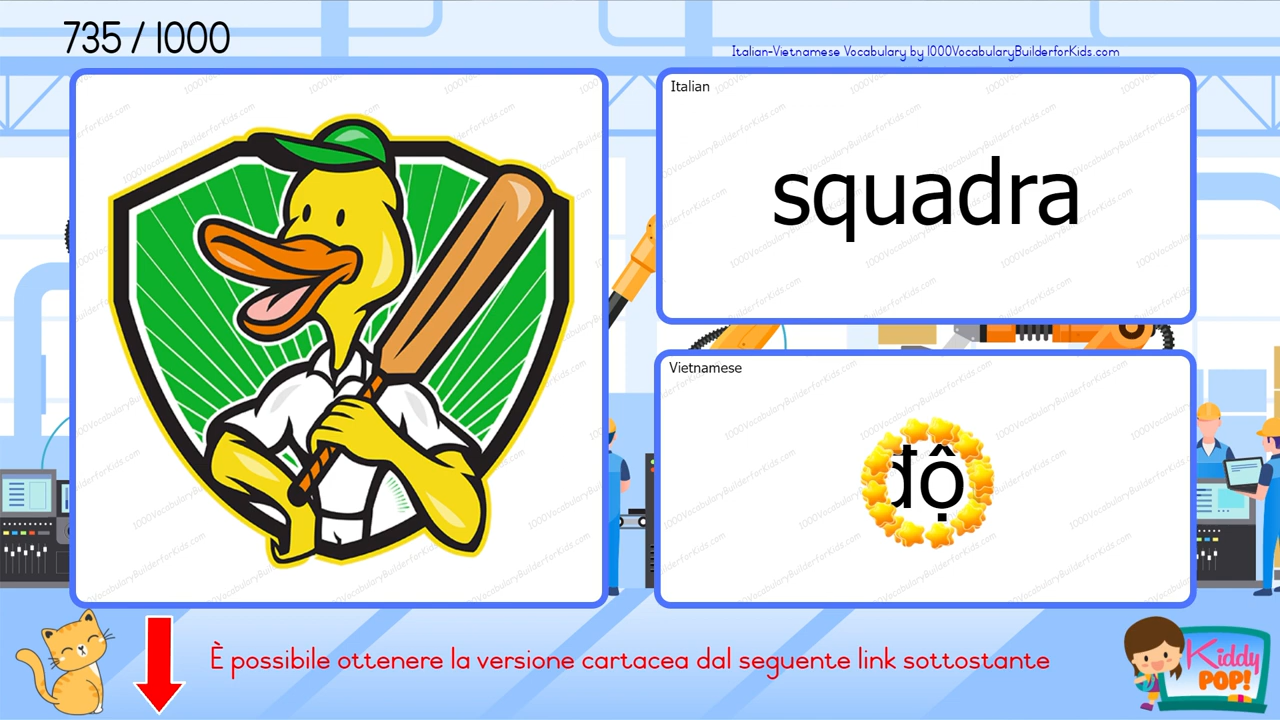 735 / 1000
Italian-Vietnamese Vocabulary by 1000VocabularyBuilderforKids.com
Italian
squadra
Vietnamese
độ
È possibile ottenere la versione cartacea dal seguente link sottostante
Kiddy
POP!